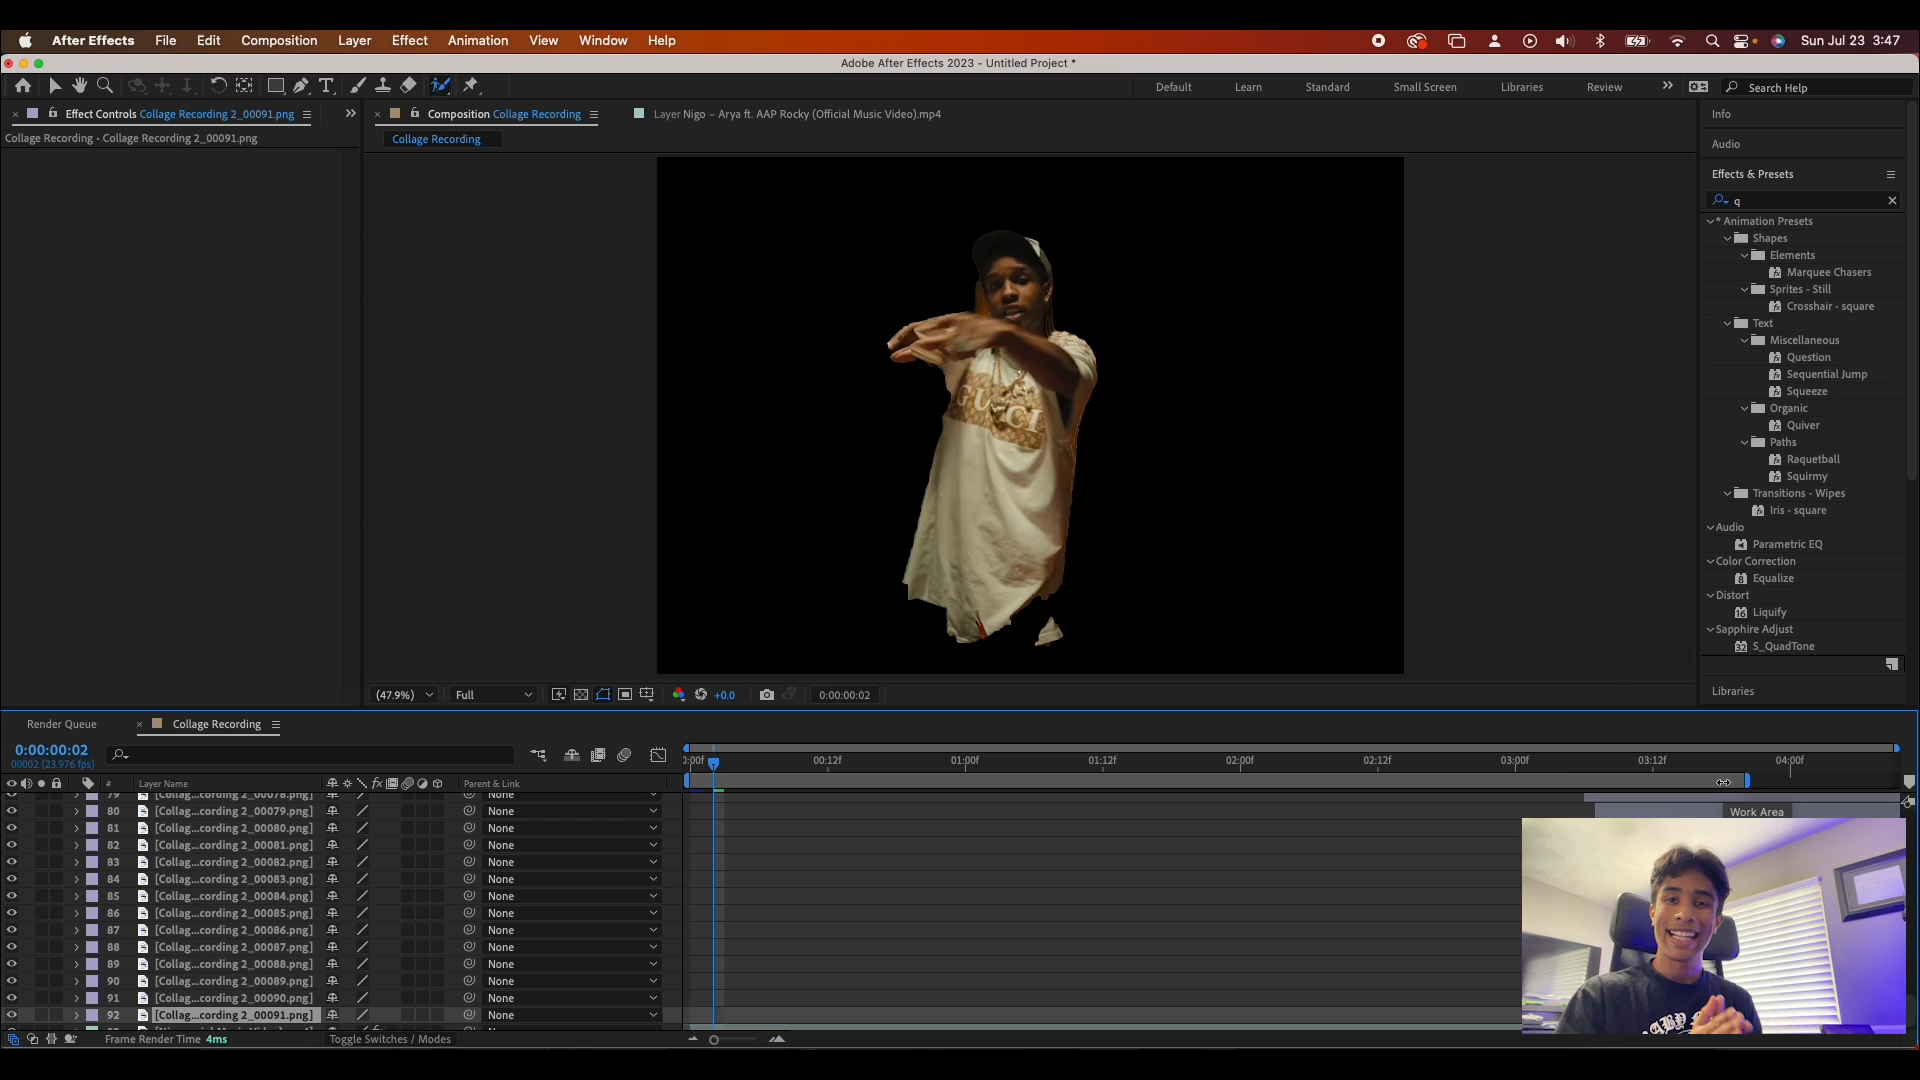 After Effects File Edit Composition Layer Effect Animation View Window Help Sun Jul 23 3:47
Adobe After Effects 2023 - Untitled Project *
Default Learn Standard Small Screen Libraries Review Search Help
Effect Controls Collage Recording 2_00091.png
Composition Collage Recording
Layer Nigo – Arya ft. AAP Rocky (Official Music Video).mp4
Collage Recording · Collage Recording 2_00091.png
Collage Recording
GUCCI
(47.9%) Full +0.0 0:00:00:02
Info
Audio
Effects & Presets
q
* Animation Presets
Shapes
Elements
Marquee Chasers
Sprites - Still
Crosshair - square
Text
Miscellaneous
Question
Sequential Jump
Squeeze
Organic
Quiver
Paths
Raquetball
Squirmy
Transitions - Wipes
Iris - square
Audio
Parametric EQ
Color Correction
Equalize
Distort
Liquify
Sapphire Adjust
S_QuadTone
Libraries
Render Queue
Collage Recording
0:00:00:02
00002 (23.976 fps)
0:00f 00:12f 01:00f 01:12f 02:00f 02:12f 03:00f 03:12f 04:00f
# Layer Name Parent & Link
79 [Collag...cording 2_00078.png] None
80 [Collag...cording 2_00079.png] None
81 [Collag...cording 2_00080.png] None
82 [Collag...cording 2_00081.png] None
83 [Collag...cording 2_00082.png] None
84 [Collag...cording 2_00083.png] None
85 [Collag...cording 2_00084.png] None
86 [Collag...cording 2_00085.png] None
87 [Collag...cording 2_00086.png] None
88 [Collag...cording 2_00087.png] None
89 [Collag...cording 2_00088.png] None
90 [Collag...cording 2_00089.png] None
91 [Collag...cording 2_00090.png] None
92 [Collag...cording 2_00091.png] None
Work Area
Frame Render Time 4ms
Toggle Switches / Modes